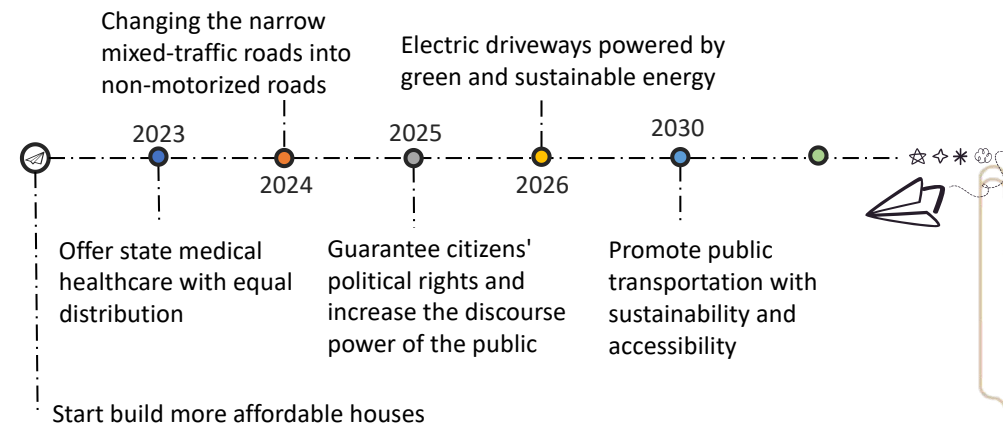 Changing the narrow
mixed-traffic roads into
non-motorized roads
Electric driveways powered by
green and sustainable energy
2023
2024
2025
2026
2030
Offer state medical
healthcare with equal
distribution
Guarantee citizens'
political rights and
increase the discourse
power of the public
Promote public
transportation with
sustainability and
accessibility
Start build more affordable houses